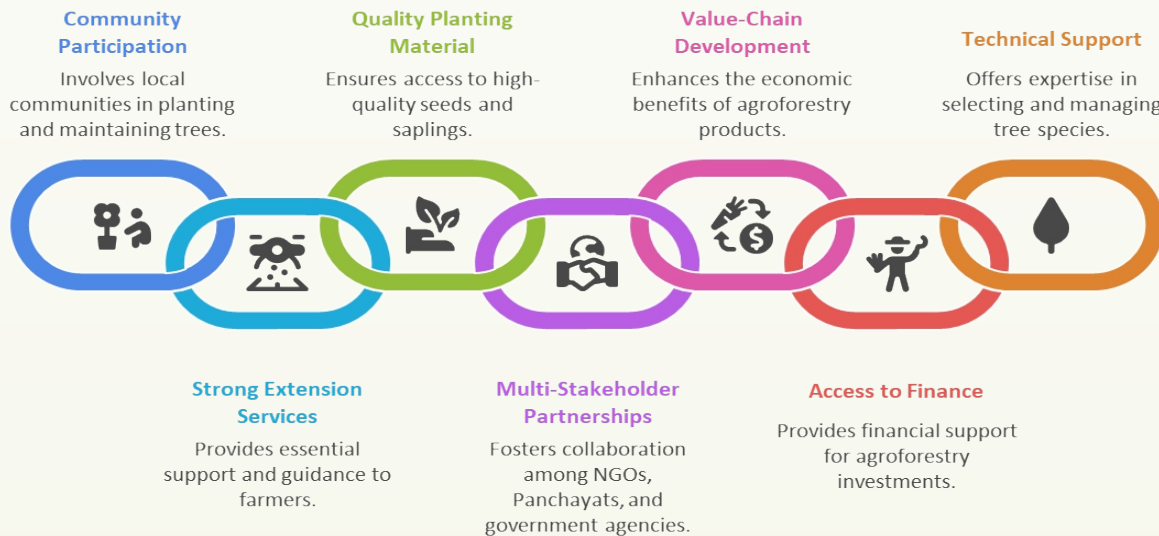 Community
Participation
Involves local
communities in planting
and maintaining trees.
Quality Planting
Material
Ensures access to high-
quality seeds and
saplings.
Value-Chain
Development
Enhances the economic
benefits of agroforestry
products.
Technical Support
Offers expertise in
selecting and managing
tree species.
Strong Extension
Services
Provides essential
support and guidance to
farmers.
Multi-Stakeholder
Partnerships
Fosters collaboration
among NGOs,
Panchayats, and
government agencies.
Access to Finance
Provides financial support
for agroforestry
investments.
$